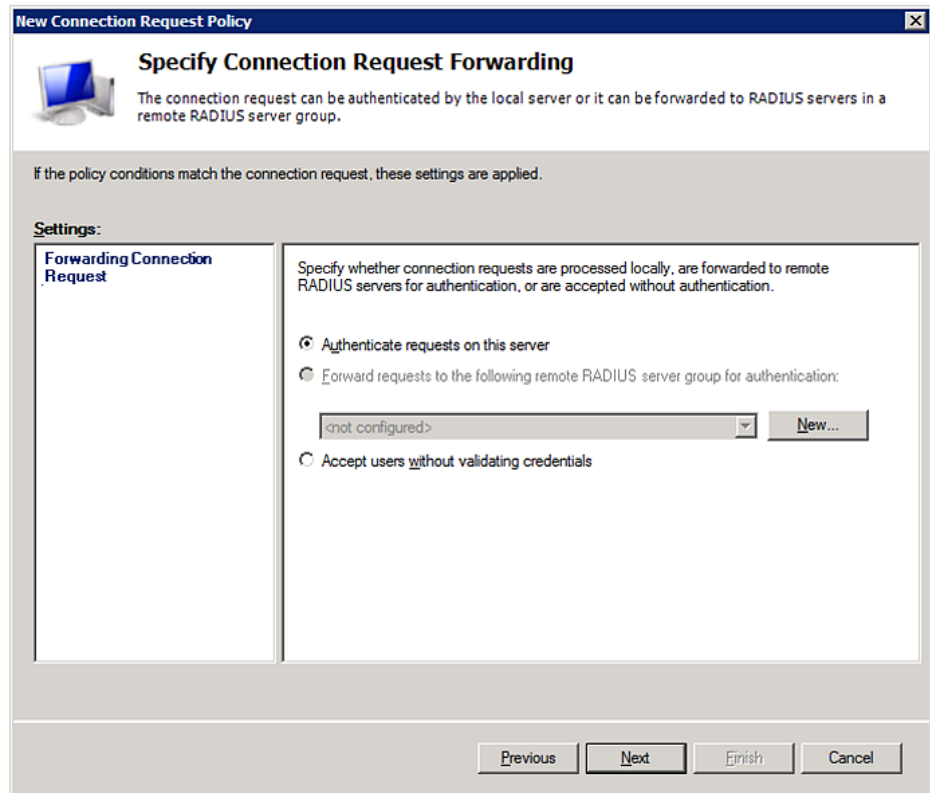 New Connection Request Policy
Specify Connection Request Forwarding
The connection request can be authenticated by the local server or it can be forwarded to RADIUS servers in a
remote RADIUS server group.
If the policy conditions match the connection request, these settings are applied.
Settings:
Forwarding Connection
Request
Specify whether connection requests are processed locally, are forwarded to remote
RADIUS servers for authentication, or are accepted without authentication.
Authenticate requests on this server
Forward requests to the following remote RADIUS server group for authentication:
<not configured>
New...
Accept users without validating credentials
Previous
Next
Finish
Cancel